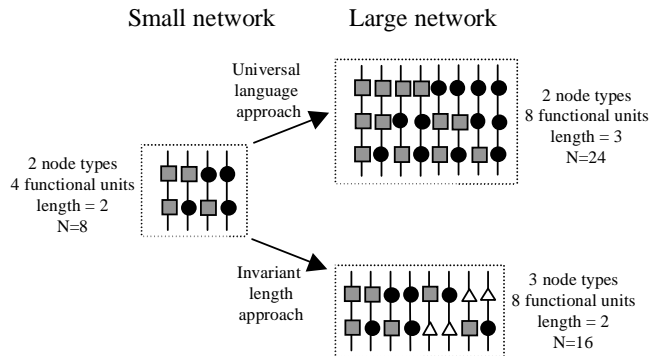 Small network
Large network
Universal
language
approach
2 node types
8 functional units
length = 3
N=24
2 node types
4 functional units
length = 2
N=8
Invariant
length
approach
3 node types
8 functional units
length = 2
N=16